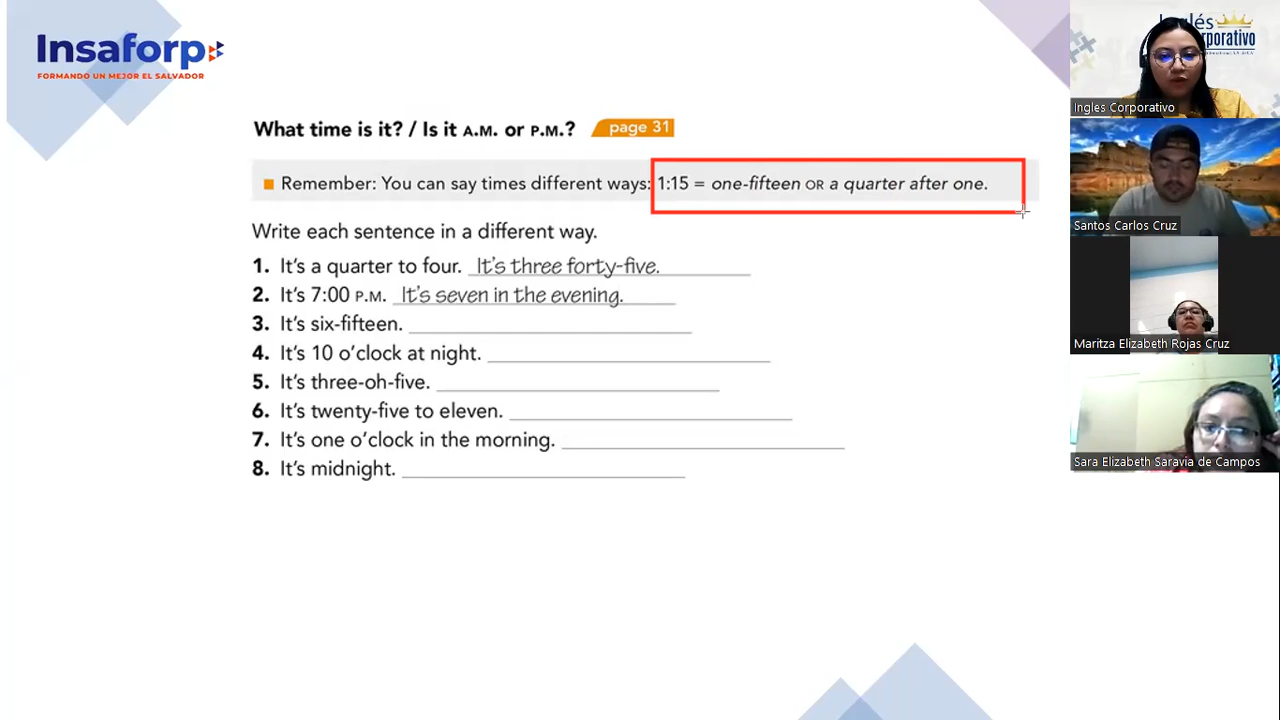 Insaforp
FORMANDO UN MEJOR EL SALVADOR
What time is it? / Is it A.M. or P.M.? page 31
Remember: You can say times different ways: 1:15 = one-fifteen OR a quarter after one.
Write each sentence in a different way.
1. It's a quarter to four. It's three forty-five.
2. It's 7:00 P.M. It's seven in the evening.
3. It's six-fifteen.
4. It's 10 o'clock at night.
5. It's three-oh-five.
6. It's twenty-five to eleven.
7. It's one o'clock in the morning.
8. It's midnight.
Inglés
Ingles Corporativo
Santos Carlos Cruz
Maritza Elizabeth Rojas Cruz
Sara Elizabeth Saravia de Campos